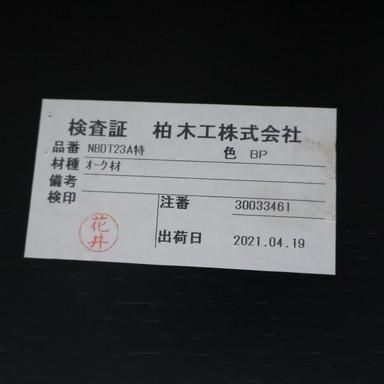 検査証 柏木工株式会社
品番 NBDT23A特 色 BP
材種 オーク材
備考
検印 花井 注番 30033461
出荷日 2021.04.19